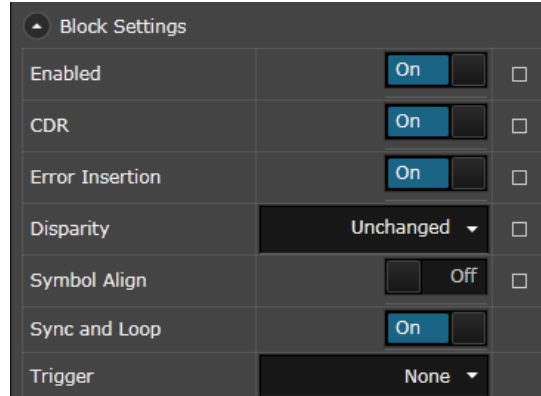 Block Settings
Enabled On
CDR On
Error Insertion On
Disparity Unchanged
Symbol Align Off
Sync and Loop On
Trigger None